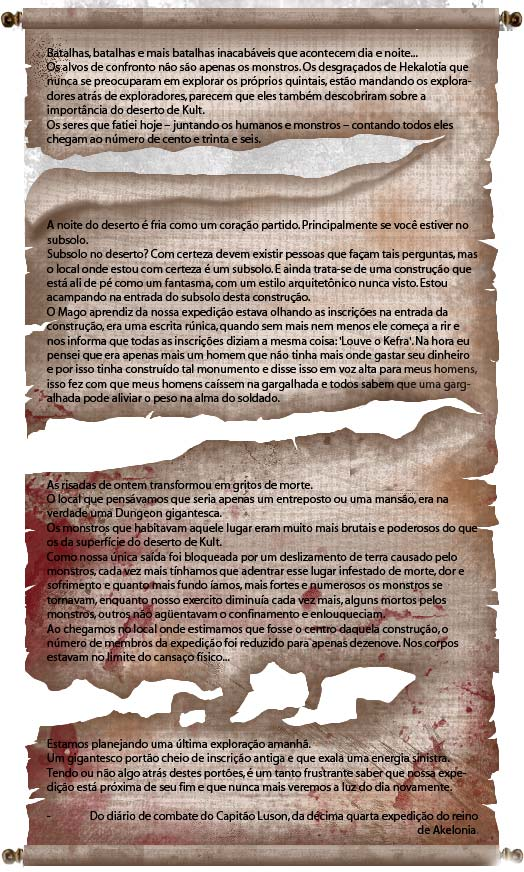 Batalhas, batalhas e mais batalhas inacabáveis que acontecem dia e noite...
Os alvos de confronto não são apenas os monstros. Os desgraçados de Hekalotia que
nunca se preocuparam em explorar os próprios quintais, estão mandando os explora-
dores atrás de exploradores, parecem que eles também descobriram sobre a
importância do deserto de Kult.
Os seres que fatiei hoje – juntando os humanos e monstros – contando todos eles
chegam ao número de cento e trinta e seis.
A noite do deserto é fria como um coração partido. Principalmente se você estiver no
subsolo.
Subsolo no deserto? Com certeza devem existir pessoas que façam tais perguntas, mas
o local onde estou com certeza é um subsolo. E ainda trata-se de uma construção que
está ali de pé como um fantasma, com um estilo arquitetônico nunca visto. Estou
acampando na entrada do subsolo desta construção.
O Mago aprendiz da nossa expedição estava olhando as inscrições na entrada da
construção, era uma escrita rúnica, quando sem mais nem menos ele começa a rir e
nos informa que todas as inscrições diziam a mesma coisa: 'Louve o Kefra'. Na hora eu
pensei que era apenas mais um homem que não tinha mais onde gastar seu dinheiro
e por isso tinha construído tal monumento e disse isso em voz alta para meus homens,
isso fez com que meus homens caíssem na gargalhada e todos sabem que uma garg-
alhada pode aliviar o peso na alma do soldado.
As risadas de ontem transformou em gritos de morte.
O local que pensávamos que seria apenas um entreposto ou uma mansão, era na
verdade uma Dungeon gigantesca.
Os monstros que habitavam aquele lugar eram muito mais brutais e poderosos do que
os da superfície do deserto de Kult.
Como nossa única saída foi bloqueada por um deslizamento de terra causado pelo
monstros, cada vez mais tínhamos que adentrar esse lugar infestado de morte, dor e
sofrimento e quanto mais fundo íamos, mais fortes e numerosos os monstros se
tornavam, enquanto nosso exercito diminuía cada vez mais, alguns mortos pelos
monstros, outros não agüentavam o confinamento e enlouqueciam.
Ao chegamos no local onde estimamos que fosse o centro daquela construção, o
número de membros da expedição foi reduzido para apenas dezenove. Nos corpos
estavam no limite do cansaço físico...
Estamos planejando uma última exploração amanhã.
Um gigantesco portão cheio de inscrição antiga e que exala uma energia sinistra.
Tendo ou não algo atrás destes portões, é um tanto frustrante saber que nossa expe-
dição está próxima de seu fim e que nunca mais veremos a luz do dia novamente.
- Do diário de combate do Capitão Luson, da décima quarta expedição do reino
de Akelonia.